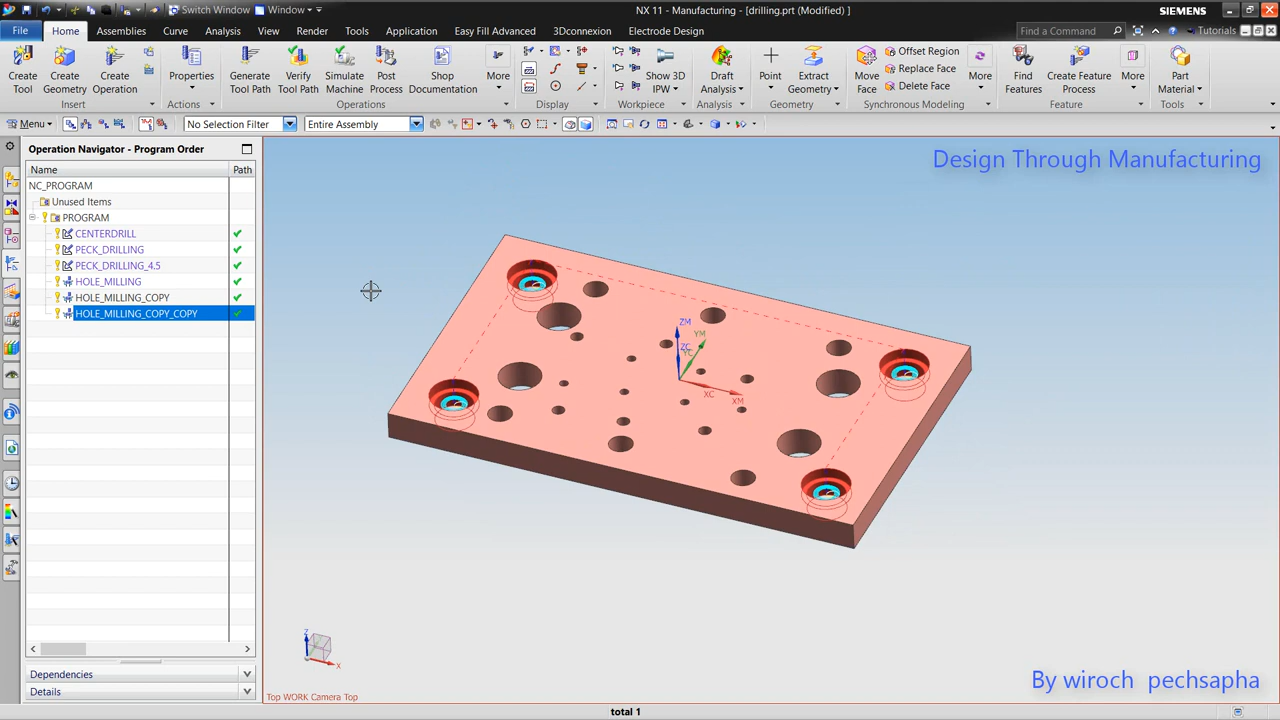 Switch Window Window NX 11 - Manufacturing - [drilling.prt (Modified) ] SIEMENS
File Home Assemblies Curve Analysis View Render Tools Application Easy Fill Advanced 3Dconnexion Electrode Design Find a Command Tutorials
Create Tool Create Geometry Create Operation Properties Generate Tool Path Verify Tool Path Simulate Machine Post Process Shop Documentation More Show 3D IPW Draft Analysis Point Extract Geometry Move Face Offset Region Replace Face Delete Face More Find Features Create Feature Process More Part Material
Insert Actions Operations Display Workpiece Analysis Geometry Synchronous Modeling Feature Tools
Menu No Selection Filter Entire Assembly
Operation Navigator - Program Order
Name Path
NC_PROGRAM
Unused Items
PROGRAM
CENTERDRILL
PECK_DRILLING
PECK_DRILLING_4.5
HOLE_MILLING
HOLE_MILLING_COPY
HOLE_MILLING_COPY_COPY
Dependencies
Details
Design Through Manufacturing
ZM
YM
ZC
YC
XC
XM
Z
X
Top WORK Camera Top
By wiroch pechsapha
total 1